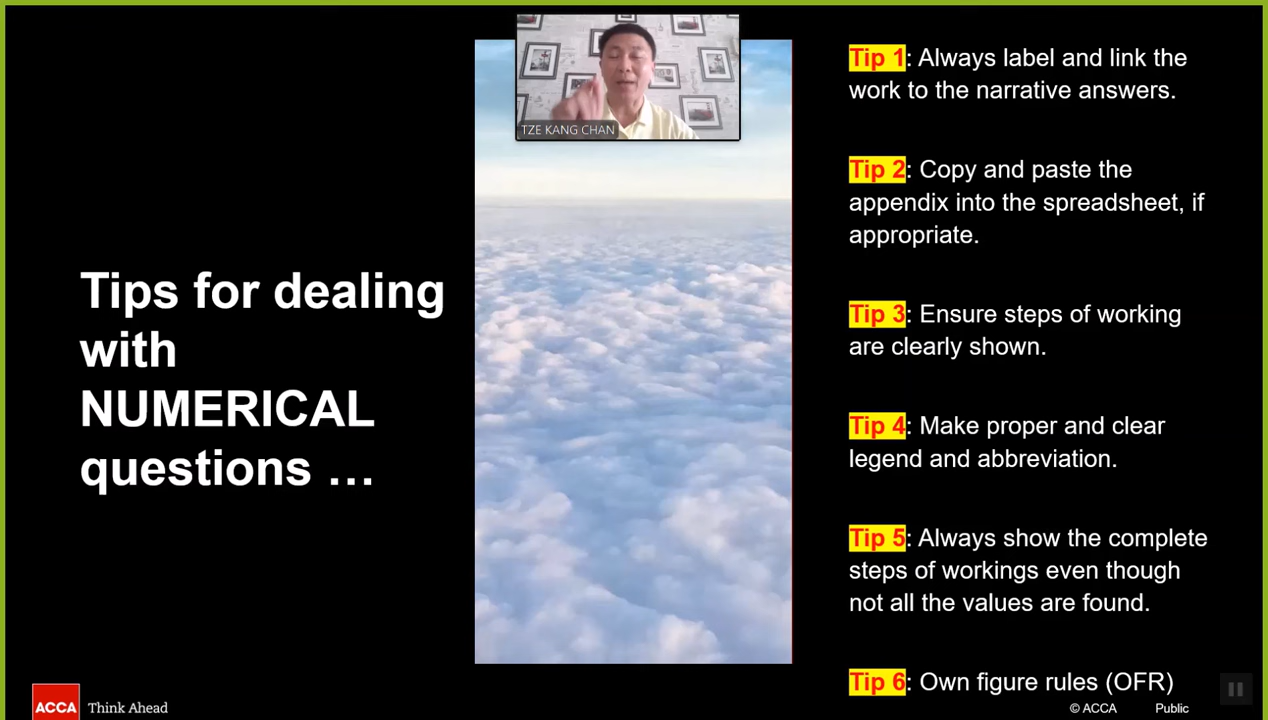 Tips for dealing
with
NUMERICAL
questions …
TZE KANG CHAN
Tip 1: Always label and link the
work to the narrative answers.
Tip 2: Copy and paste the
appendix into the spreadsheet, if
appropriate.
Tip 3: Ensure steps of working
are clearly shown.
Tip 4: Make proper and clear
legend and abbreviation.
Tip 5: Always show the complete
steps of workings even though
not all the values are found.
Tip 6: Own figure rules (OFR)
ACCA Think Ahead
© ACCA Public